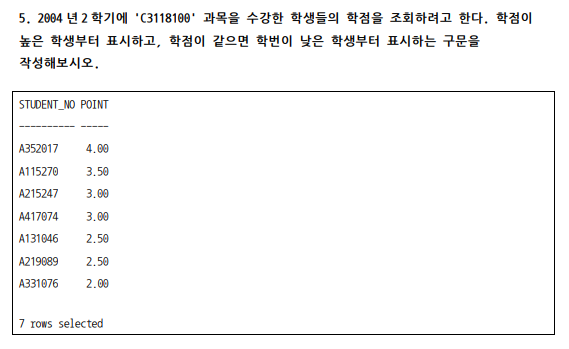 5. 2004 년 2 학기에 'C3118100' 과목을 수강한 학생들의 학점을 조회하려고 한다. 학점이
높은 학생부터 표시하고, 학점이 같으면 학번이 낮은 학생부터 표시하는 구문을
작성해보시오.
STUDENT_NO POINT
---------- -----
A352017 4.00
A115270 3.50
A215247 3.00
A417074 3.00
A131046 2.50
A219089 2.50
A331076 2.00
7 rows selected